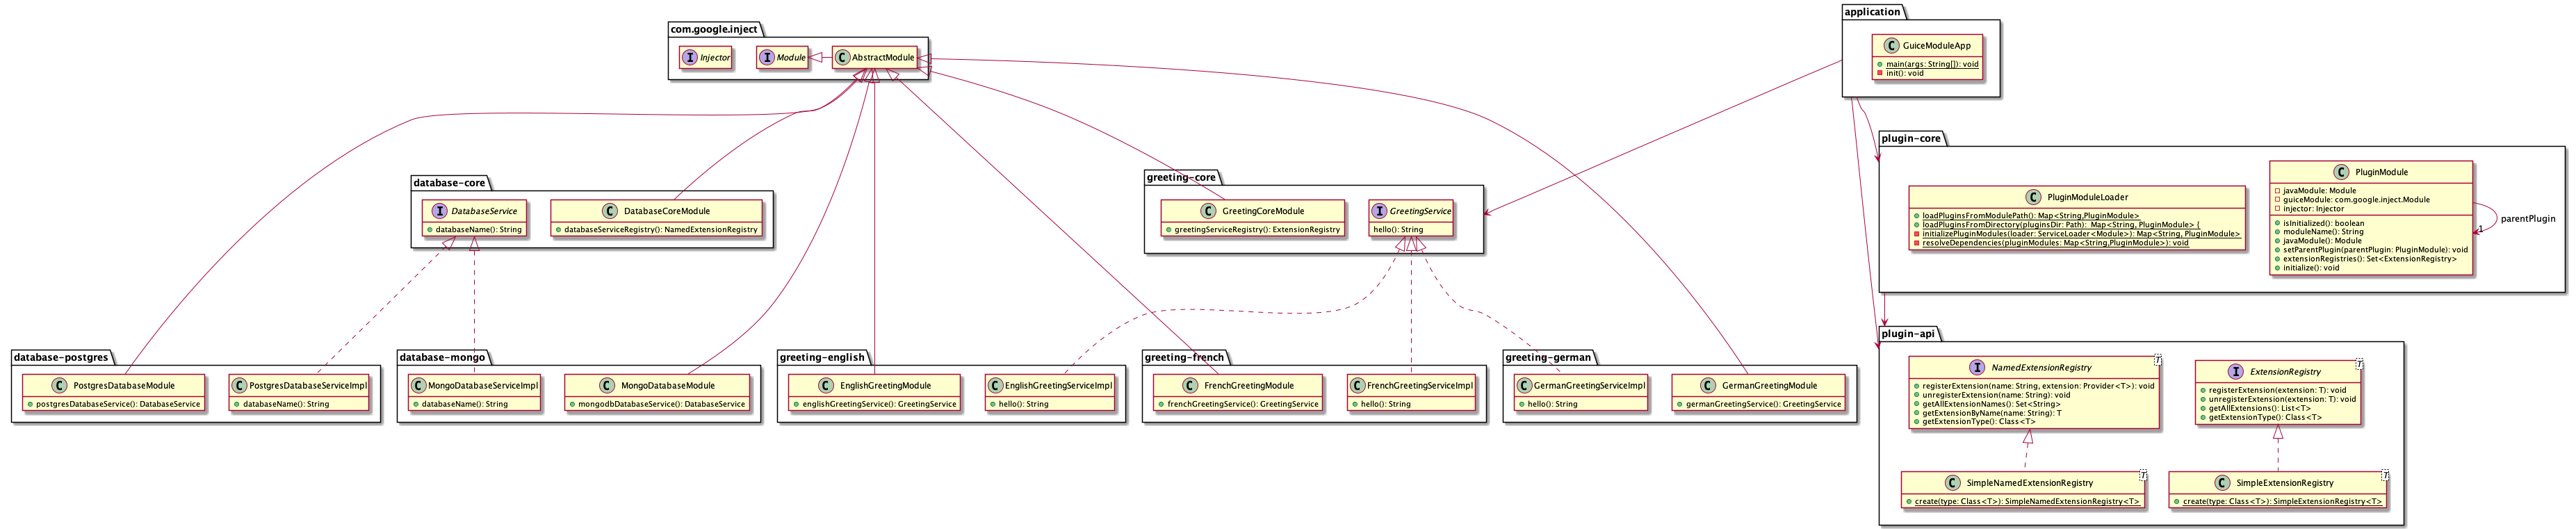 application
com.google.inject
I Injector
I Module
C AbstractModule
C GuiceModuleApp
main(args: String[]): void
init(): void
plugin-core
C PluginModuleLoader
loadPluginsFromModulePath(): Map<String,PluginModule>
loadPluginsFromDirectory(pluginsDir: Path):  Map<String, PluginModule> {
initializePluginModules(loader: ServiceLoader<Module>): Map<String, PluginModule>
resolveDependencies(pluginModules: Map<String,PluginModule>): void
C PluginModule
javaModule: Module
guiceModule: com.google.inject.Module
injector: Injector
isInitialized(): boolean
moduleName(): String
javaModule(): Module
setParentPlugin(parentPlugin: PluginModule): void
extensionRegistries(): Set<ExtensionRegistry>
initialize(): void
parentPlugin
1
database-core
I DatabaseService
databaseName(): String
C DatabaseCoreModule
databaseServiceRegistry(): NamedExtensionRegistry
greeting-core
C GreetingCoreModule
greetingServiceRegistry(): ExtensionRegistry
I GreetingService
hello(): String
database-postgres
C PostgresDatabaseModule
postgresDatabaseService(): DatabaseService
C PostgresDatabaseServiceImpl
databaseName(): String
database-mongo
C MongoDatabaseServiceImpl
databaseName(): String
C MongoDatabaseModule
mongodbDatabaseService(): DatabaseService
greeting-english
C EnglishGreetingModule
englishGreetingService(): GreetingService
C EnglishGreetingServiceImpl
hello(): String
greeting-french
C FrenchGreetingModule
frenchGreetingService(): GreetingService
C FrenchGreetingServiceImpl
hello(): String
greeting-german
C GermanGreetingServiceImpl
hello(): String
C GermanGreetingModule
germanGreetingService(): GreetingService
plugin-api
I NamedExtensionRegistry T
registerExtension(name: String, extension: Provider<T>): void
unregisterExtension(name: String): void
getAllExtensionNames(): Set<String>
getExtensionByName(name: String): T
getExtensionType(): Class<T>
I ExtensionRegistry T
registerExtension(extension: T): void
unregisterExtension(extension: T): void
getAllExtensions(): List<T>
getExtensionType(): Class<T>
C SimpleNamedExtensionRegistry T
create(type: Class<T>): SimpleNamedExtensionRegistry<T>
C SimpleExtensionRegistry T
create(type: Class<T>): SimpleExtensionRegistry<T>